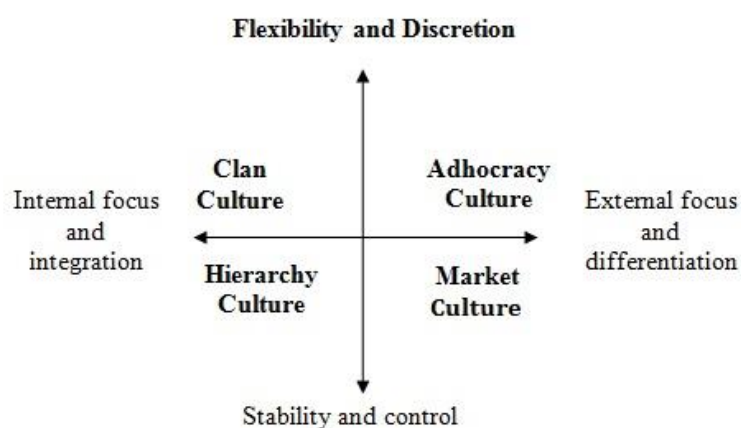 Flexibility and Discretion
Clan
Culture
Adhocracy
Culture
Internal focus
and
integration
External focus
and
differentiation
Hierarchy
Culture
Market
Culture
Stability and control